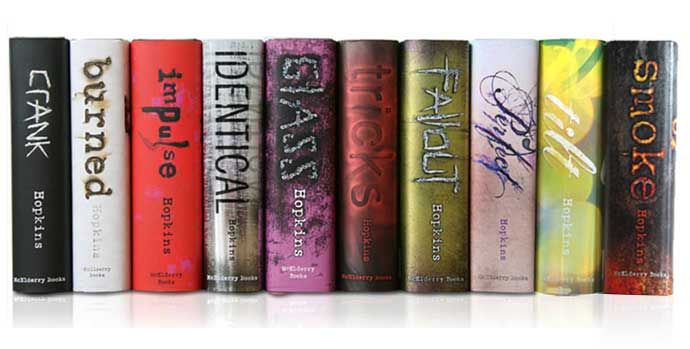 CRANK
Hopkins
McElderry Books
burned
Hopkins
McElderry Books
impulse
Hopkins
McElderry Books
IDENTICAL
Hopkins
McElderry Books
Glass
Hopkins
McElderry Books
tricks
Hopkins
McElderry Books
FALLOUT
Hopkins
McElderry Books
Perfect
Hopkins
McElderry Books
tilt
Hopkins
McElderry Books
smoke
Hopkins
McElderry Books